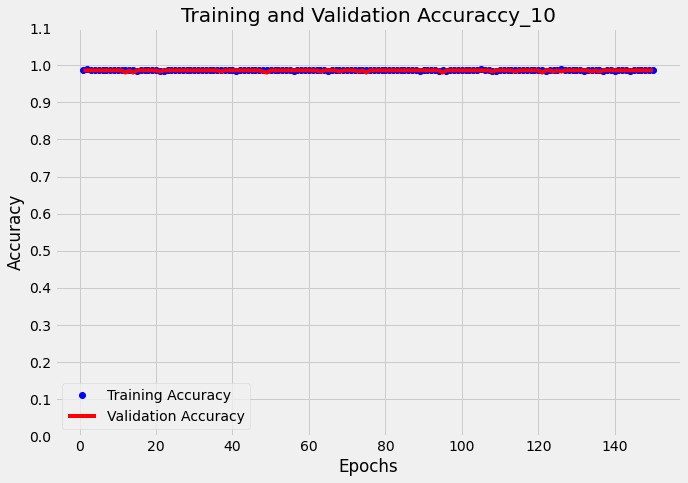 Training and Validation Accuraccy_10
1.1
1.0
0.9
0.8
0.7
0.6
0.5
0.4
0.3
0.2
0.1
0.0
Accuracy
Training Accuracy
Validation Accuracy
0 20 40 60 80 100 120 140
Epochs